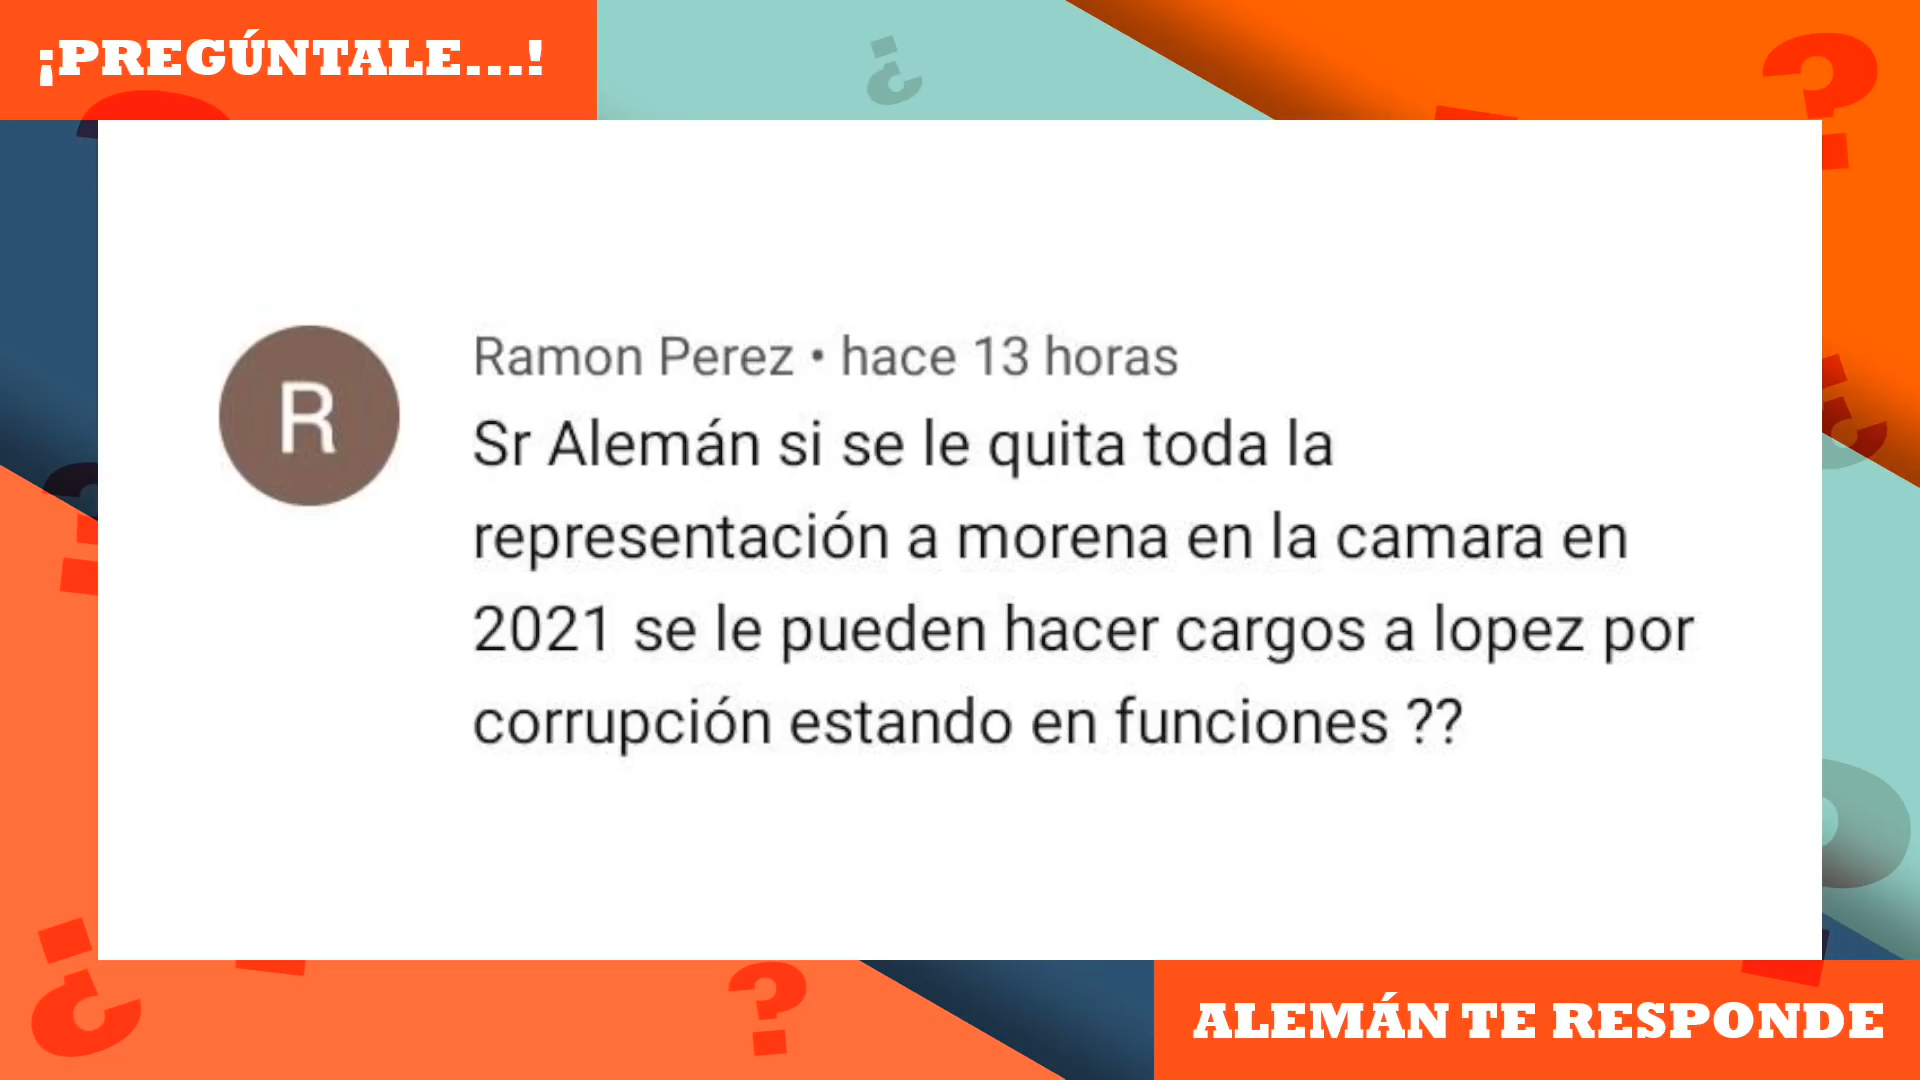 ¡PREGÚNTALE...!
Ramon Perez • hace 13 horas
R
Sr Alemán si se le quita toda la
representación a morena en la camara en
2021 se le pueden hacer cargos a lopez por
corrupción estando en funciones ??
ALEMÁN TE RESPONDE